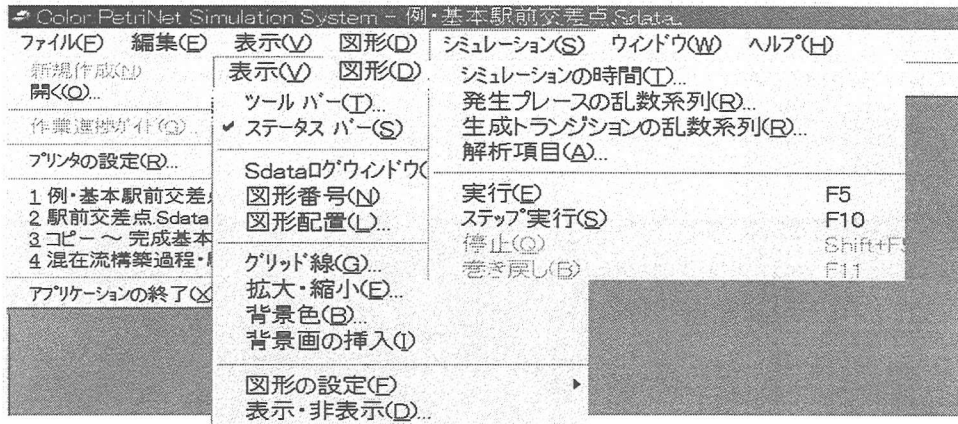 Color PetriNet Simulation System - 例・基本駅前交差点.Sdata
ファイル(F) 編集(E) 表示(V) 図形(D) シミュレーション(S) ウィンドウ(W) ヘルプ(H)
新規作成(N)
開く(O)...
作業進捗ガイド(G)...
プリンタの設定(R)...
1 例・基本駅前交差
2 駅前交差点.Sdata
3 コピー ～ 完成基本
4 混在流構築過程・
アプリケーションの終了(X
表示(V) 図形(D)
ツール バー(T)...
✔ ステータス バー(S)
Sdataログウィンドウ(
図形番号(N)
図形配置(L)...
グリッド線(G)...
拡大・縮小(E)...
背景色(B)...
背景画の挿入(I)
図形の設定(F)
表示・非表示(D)...
シミュレーションの時間(T)...
発生プレースの乱数系列(R)...
生成トランジションの乱数系列(R)...
解析項目(A)...
実行(E) F5
ステップ実行(S) F10
停止(O) Shift+F5
巻き戻し(B) F11